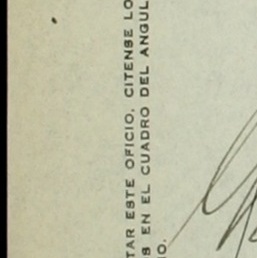 TAR ESTE OFICIO, CITENSE LO
S EN EL CUADRO DEL ANGUL
IO.